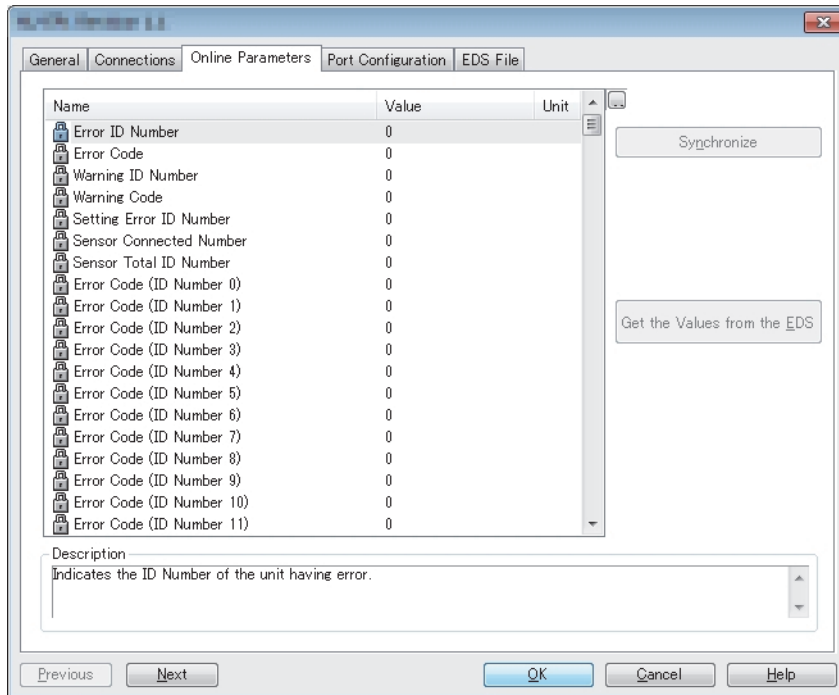 General Connections Online Parameters Port Configuration EDS File
Name Value Unit
Error ID Number 0
Error Code 0
Warning ID Number 0
Warning Code 0
Setting Error ID Number 0
Sensor Connected Number 0
Sensor Total ID Number 0
Error Code (ID Number 0) 0
Error Code (ID Number 1) 0
Error Code (ID Number 2) 0
Error Code (ID Number 3) 0
Error Code (ID Number 4) 0
Error Code (ID Number 5) 0
Error Code (ID Number 6) 0
Error Code (ID Number 7) 0
Error Code (ID Number 8) 0
Error Code (ID Number 9) 0
Error Code (ID Number 10) 0
Error Code (ID Number 11) 0
...
Synchronize
Get the Values from the EDS
Description
Indicates the ID Number of the unit having error.
Previous Next OK Cancel Help